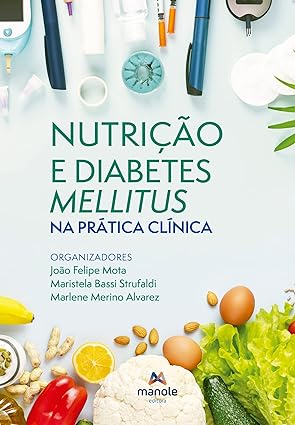 NUTRIÇÃO
E DIABETES
MELLITUS
NA PRÁTICA CLÍNICA
ORGANIZADORES
João Felipe Mota
Maristela Bassi Strufaldi
Marlene Merino Alvarez
manole
editora